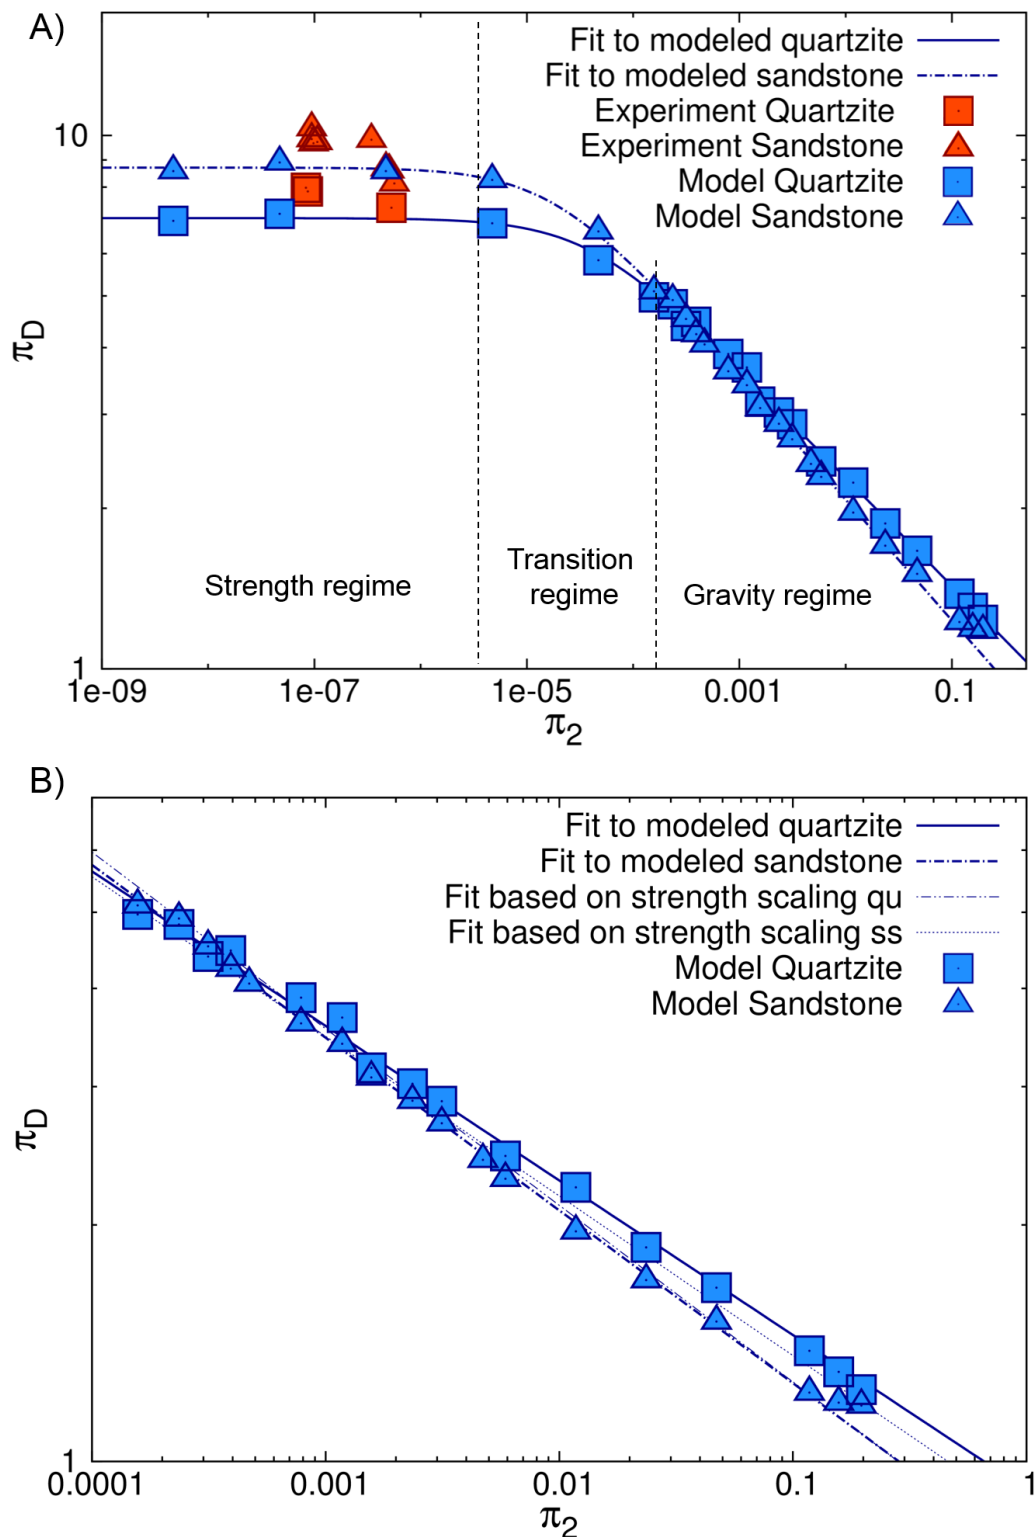 A)
Fit to modeled quartzite
Fit to modeled sandstone
Experiment Quartzite
Experiment Sandstone
Model Quartzite
Model Sandstone
10
πD
Strength regime
Transition
regime
Gravity regime
1
1e-09
1e-07
1e-05
0.001
0.1
π2
B)
Fit to modeled quartzite
Fit to modeled sandstone
Fit based on strength scaling qu
Fit based on strength scaling ss
Model Quartzite
Model Sandstone
πD
1
0.0001
0.001
0.01
0.1
1
π2